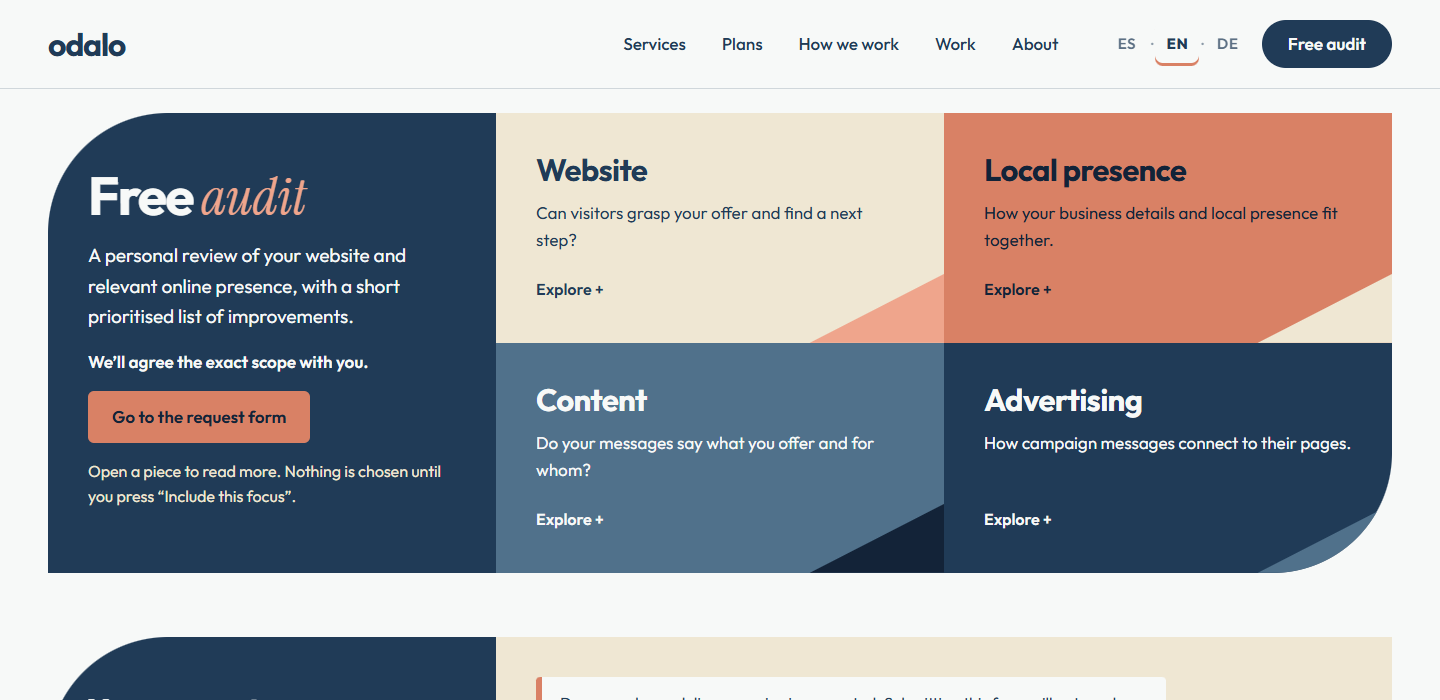 odalo
Services
Plans
How we work
Work
About
ES · EN · DE
Free audit
Free audit
A personal review of your website and
relevant online presence, with a short
prioritised list of improvements.
We’ll agree the exact scope with you.
Go to the request form
Open a piece to read more. Nothing is chosen until
you press “Include this focus”.
Website
Can visitors grasp your offer and find a next
step?
Explore +
Local presence
How your business details and local presence fit
together.
Explore +
Content
Do your messages say what you offer and for
whom?
Explore +
Advertising
How campaign messages connect to their pages.
Explore +